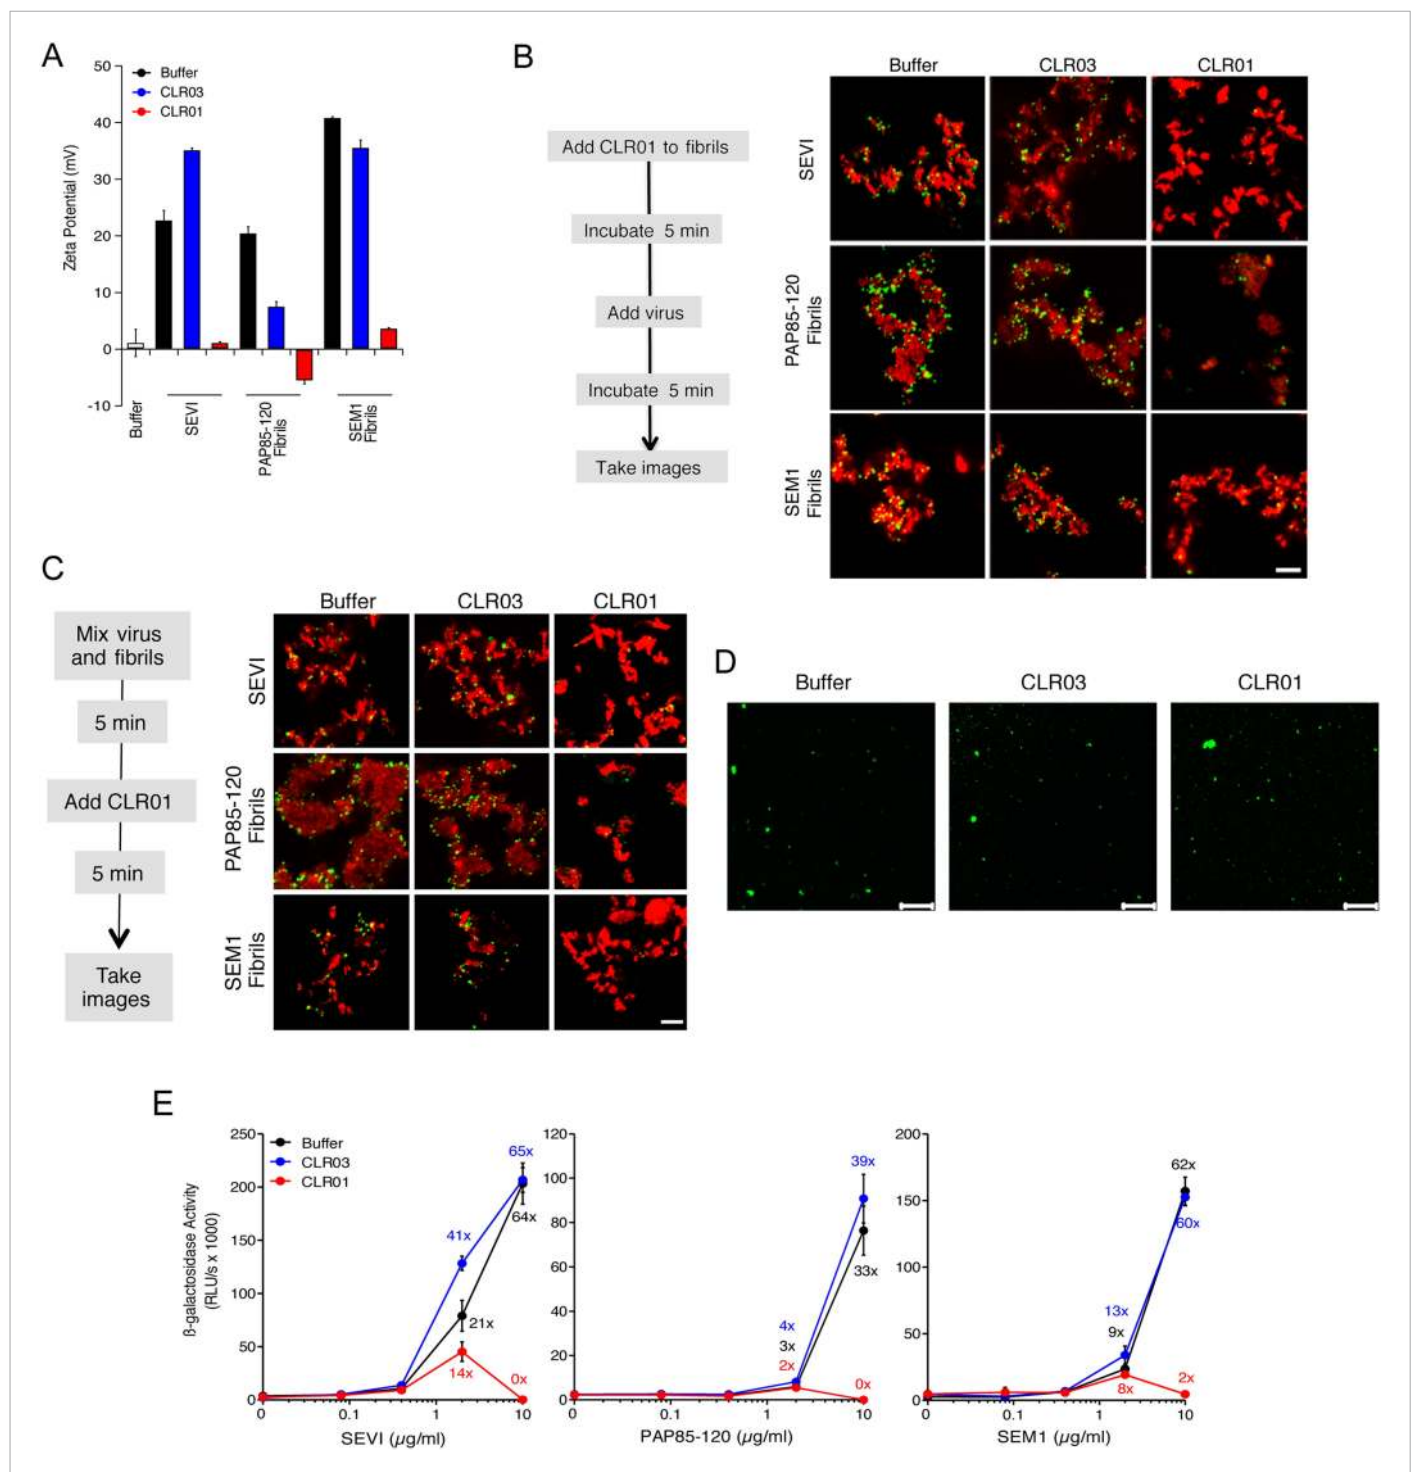 A
50
40
30
20
10
0
-10
Zeta Potential (mV)
Buffer
CLR03
CLR01
Buffer
SEVI
PAP85-120
Fibrils
SEM1
Fibrils
B
Add CLR01 to fibrils
Incubate 5 min
Add virus
Incubate 5 min
Take images
Buffer
CLR03
CLR01
SEVI
PAP85-120
Fibrils
SEM1
Fibrils
C
Mix virus
and fibrils
5 min
Add CLR01
5 min
Take
images
Buffer
CLR03
CLR01
SEVI
PAP85-120
Fibrils
SEM1
Fibrils
D
Buffer
CLR03
CLR01
E
ß-galactosidase Activity
(RLU/s x 1000)
250
200
150
100
50
0
Buffer
CLR03
CLR01
65x
64x
41x
21x
14x
0x
0
0.1
1
10
SEVI (µg/ml)
120
100
80
60
40
20
0
39x
33x
4x
3x
2x
0x
0
0.1
1
10
PAP85-120 (µg/ml)
200
150
100
50
0
62x
60x
13x
9x
8x
2x
0
0.1
1
10
SEM1 (µg/ml)